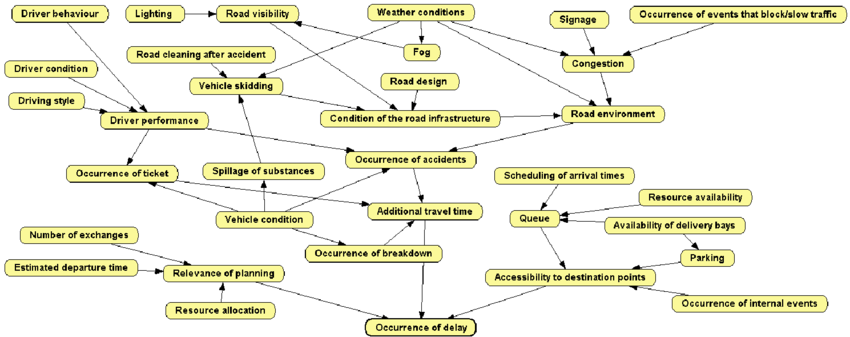 Driver behaviour
Lighting
Road visibility
Weather conditions
Signage
Occurrence of events that block/slow traffic
Road cleaning after accident
Fog
Congestion
Driver condition
Vehicle skidding
Road design
Driving style
Driver performance
Condition of the road infrastructure
Road environment
Occurrence of accidents
Occurrence of ticket
Spillage of substances
Scheduling of arrival times
Resource availability
Vehicle condition
Additional travel time
Queue
Availability of delivery bays
Number of exchanges
Occurrence of breakdown
Parking
Estimated departure time
Relevance of planning
Accessibility to destination points
Resource allocation
Occurrence of internal events
Occurrence of delay